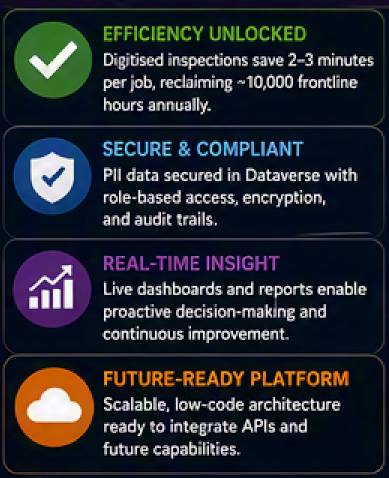 EFFICIENCY UNLOCKED
Digitised inspections save 2–3 minutes
per job, reclaiming ~10,000 frontline
hours annually.
SECURE & COMPLIANT
PII data secured in Dataverse with
role-based access, encryption,
and audit trails.
REAL-TIME INSIGHT
Live dashboards and reports enable
proactive decision-making and
continuous improvement.
FUTURE-READY PLATFORM
Scalable, low-code architecture
ready to integrate APIs and
future capabilities.